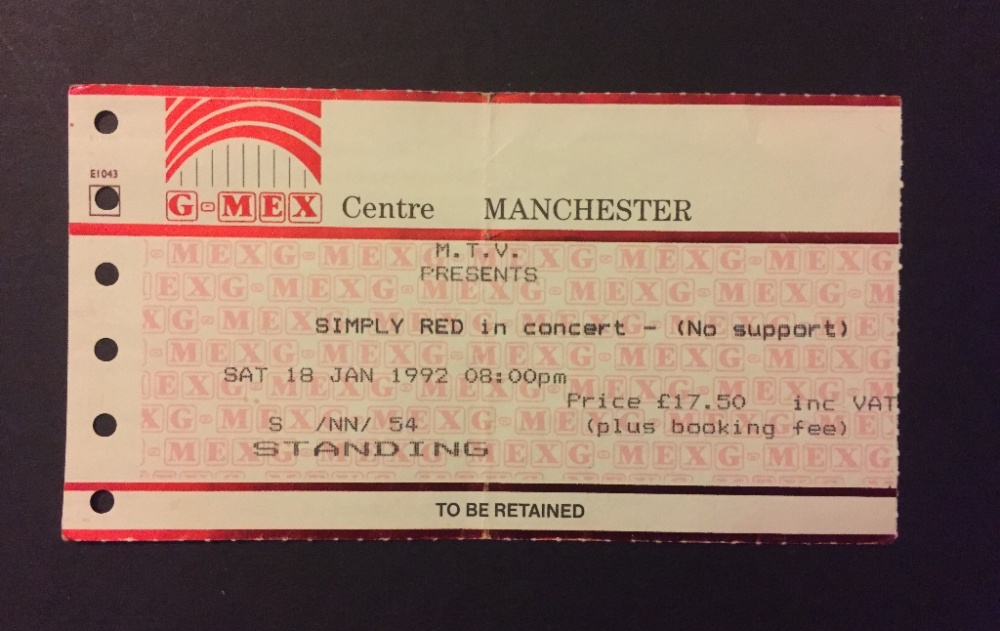 E1043
G-MEX Centre MANCHESTER
M.T.V.
PRESENTS
SIMPLY RED in concert - (No support)
SAT 18 JAN 1992 08:00pm
Price £17.50 inc VAT
S /NN/ 54 (plus booking fee)
STANDING
TO BE RETAINED